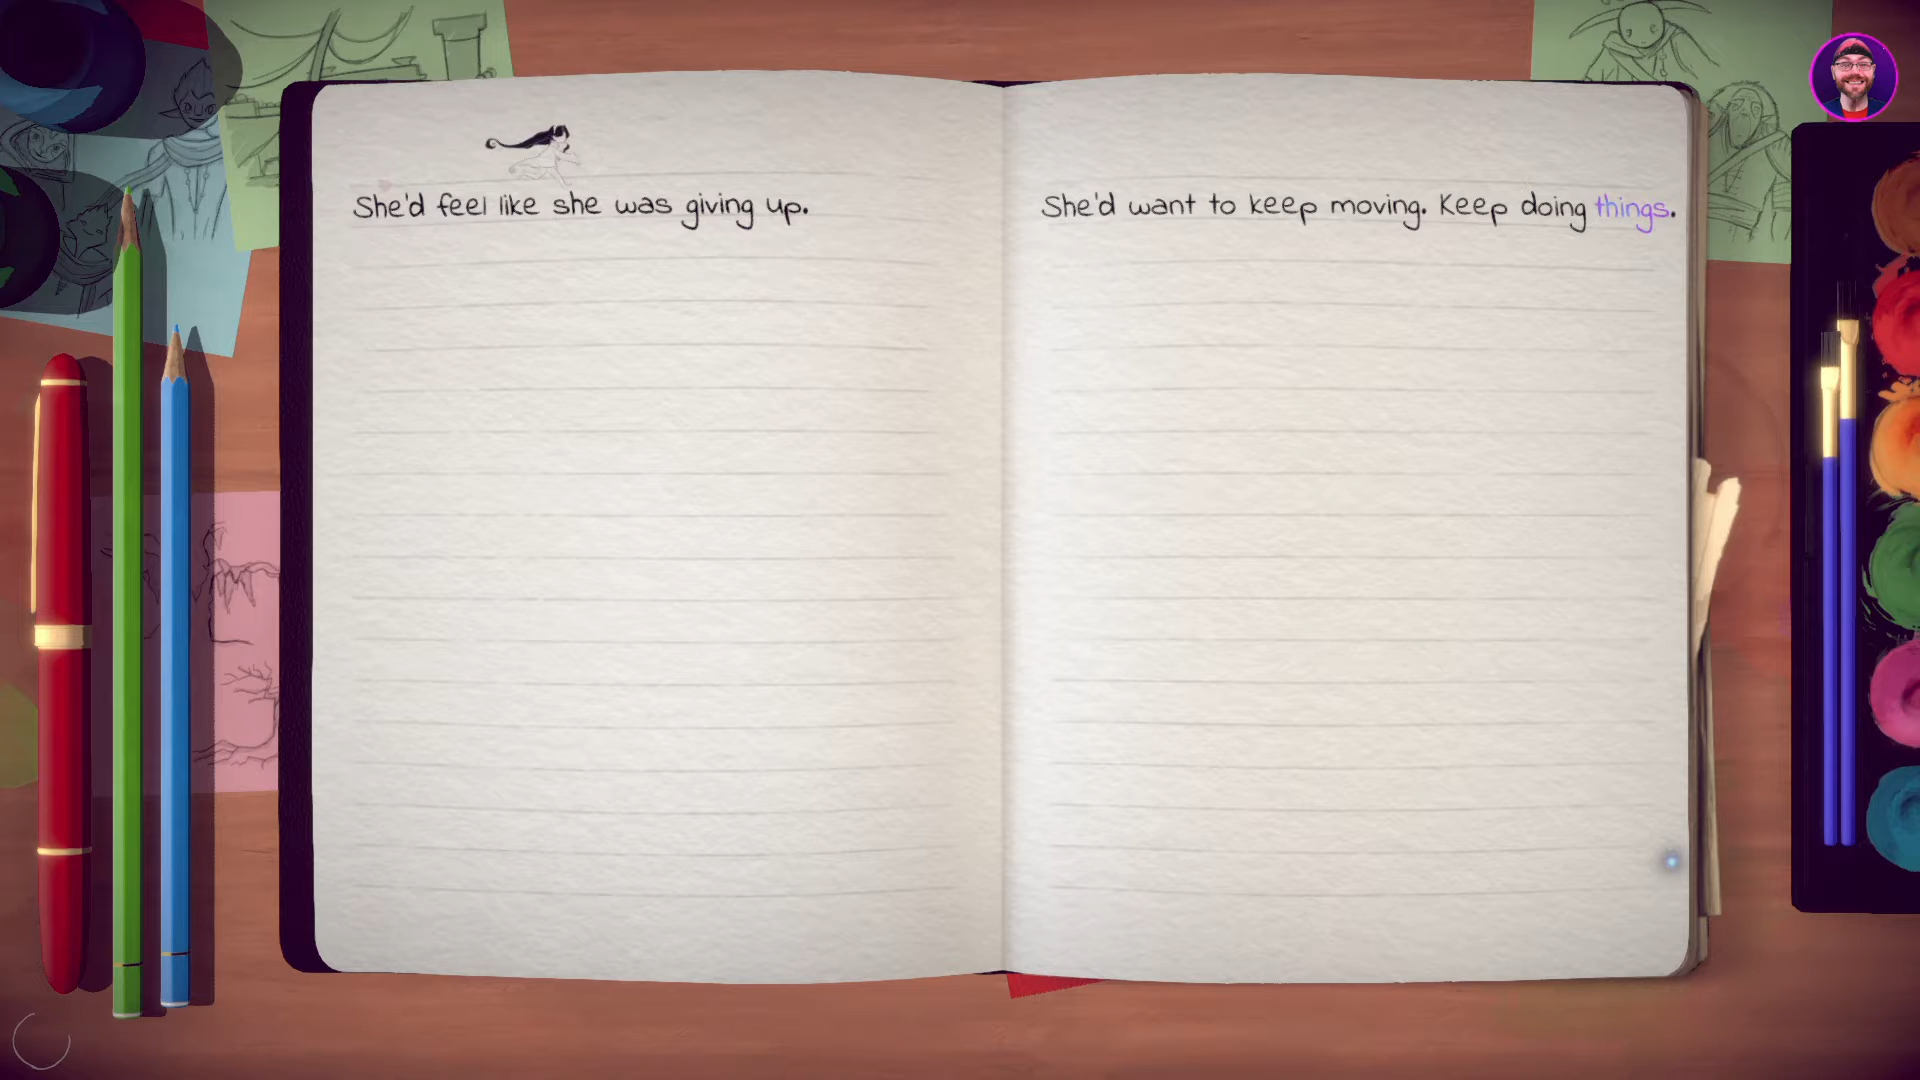 She'd feel like she was giving up.
She'd want to keep moving. Keep doing things.